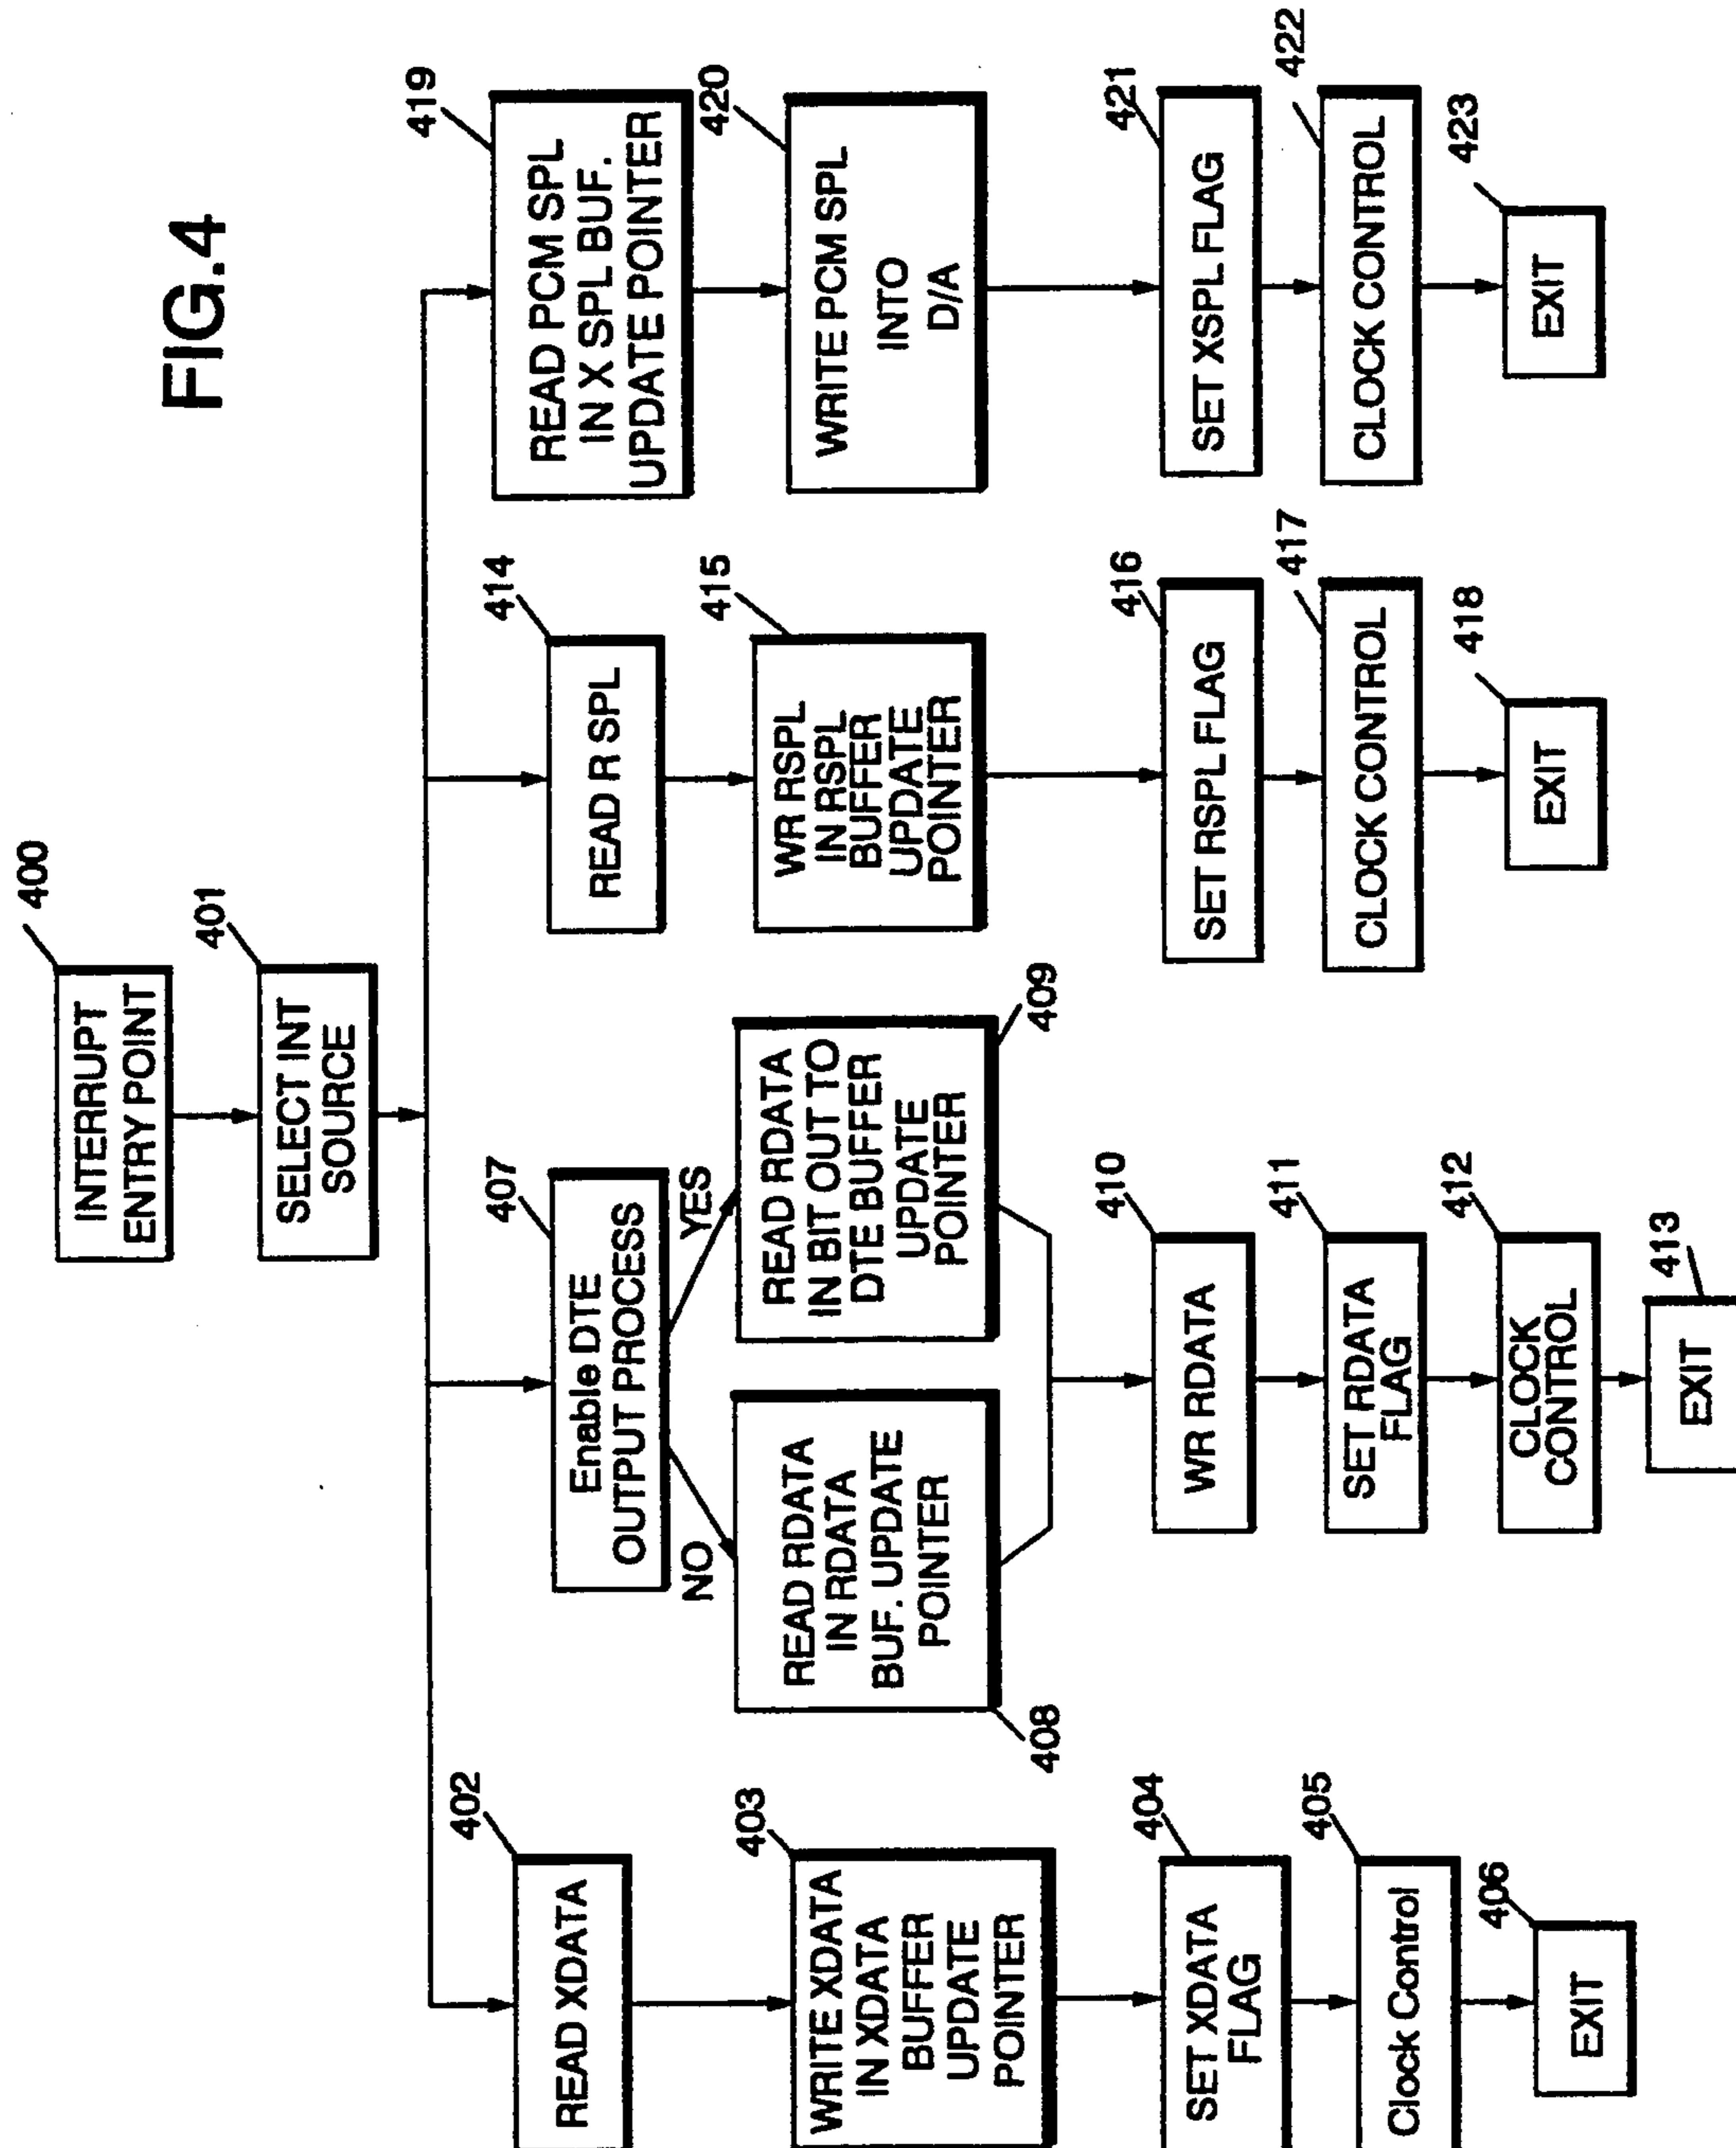 FIG.4
400
INTERRUPT
ENTRY POINT
401
SELECT INT
SOURCE
402
READ XDATA
403
WRITE XDATA
IN XDATA
BUFFER
UPDATE
POINTER
404
SET XDATA
FLAG
405
Clock Control
406
EXIT
407
Enable DTE
OUTPUT PROCESS
NO
YES
READ RDATA
IN RDATA
BUF. UPDATE
POINTER
408
READ RDATA
IN BIT OUT TO
DTE BUFFER
UPDATE
POINTER
409
410
WR RDATA
411
SET RDATA
FLAG
412
CLOCK
CONTROL
413
EXIT
414
READ R SPL
415
WR RSPL
IN RSPL
BUFFER
UPDATE
POINTER
416
SET RSPL FLAG
417
CLOCK CONTROL
418
EXIT
419
READ PCM SPL
IN X SPL BUF.
UPDATE POINTER
420
WRITE PCM SPL
INTO
D/A
421
SET XSPL FLAG
422
CLOCK CONTROL
423
EXIT